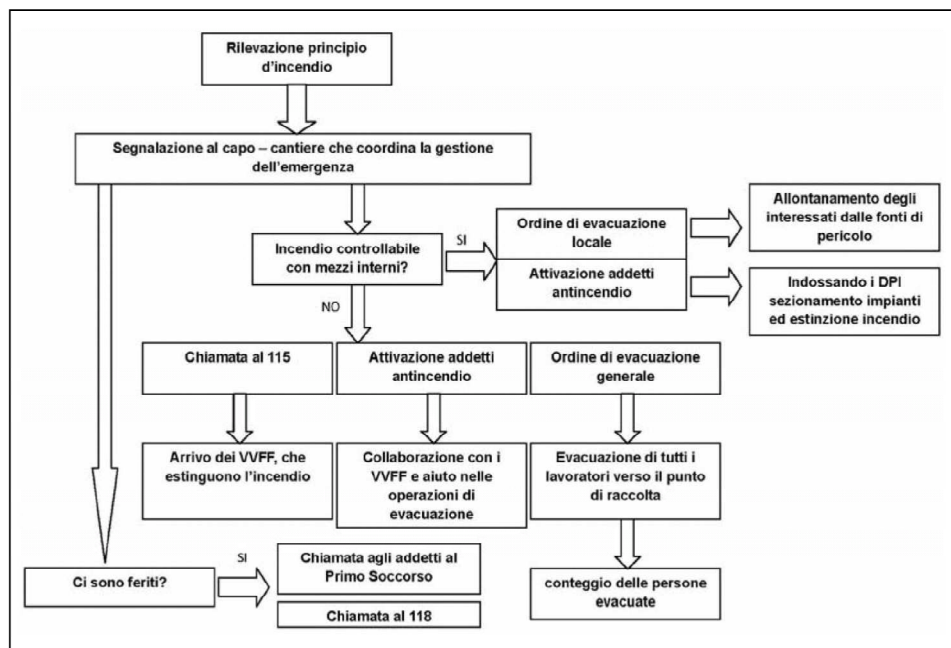 Rilevazione principio
d'incendio
Segnalazione al capo – cantiere che coordina la gestione
dell'emergenza
Incendio controllabile
con mezzi interni?
SI
Ordine di evacuazione
locale
Attivazione addetti
antincendio
Allontanamento degli
interessati dalle fonti di
pericolo
Indossando i DPI
sezionamento impianti
ed estinzione incendio
NO
Chiamata al 115
Attivazione addetti
antincendio
Ordine di evacuazione
generale
Arrivo dei VVFF, che
estinguono l'incendio
Collaborazione con i
VVFF e aiuto nelle
operazioni di
evacuazione
Evacuazione di tutti i
lavoratori verso il punto
di raccolta
Ci sono feriti?
SI
Chiamata agli addetti al
Primo Soccorso
Chiamata al 118
conteggio delle persone
evacuate